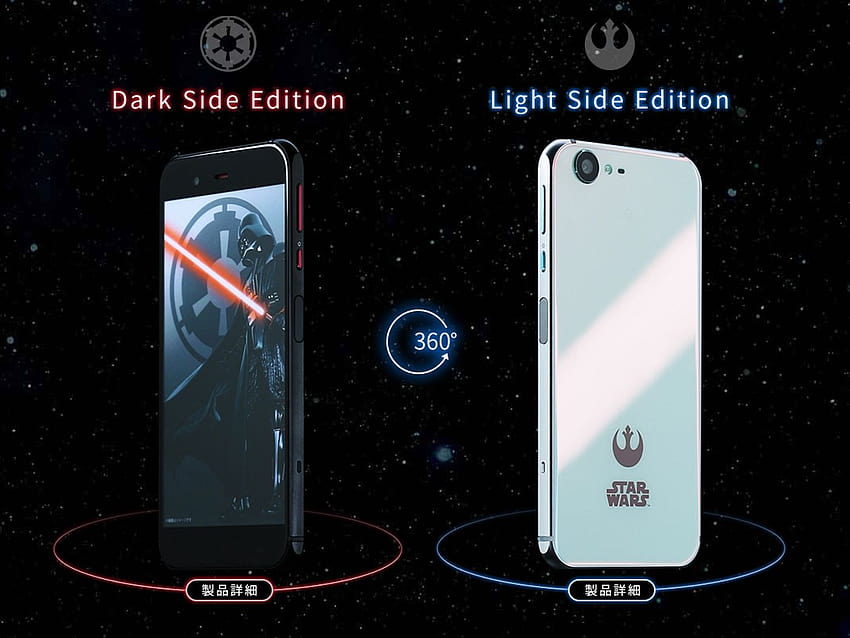 Dark Side Edition
Light Side Edition
360°
STAR
WARS
製品詳細
製品詳細